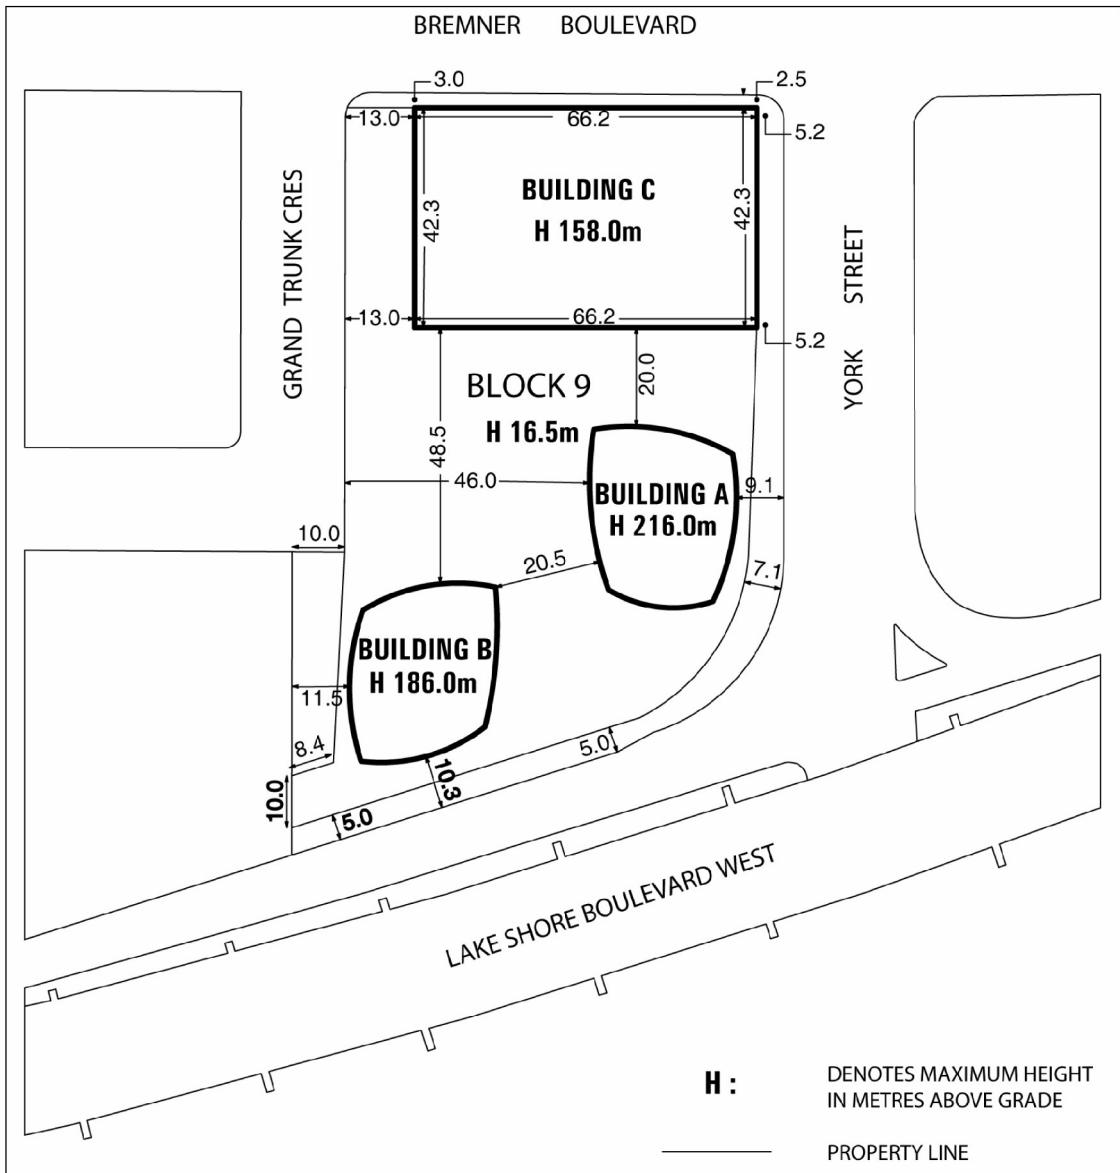 BREMNER BOULEVARD
3.0
2.5
13.0
66.2
5.2
BUILDING C
H 158.0m
42.3
42.3
GRAND TRUNK CRES
YORK STREET
13.0
66.2
5.2
BLOCK 9
H 16.5m
20.0
48.5
46.0
BUILDING A
H 216.0m
9.1
10.0
20.5
7.1
BUILDING B
H 186.0m
11.5
8.4
5.0
10.3
10.0
5.0
LAKE SHORE BOULEVARD WEST
H :
DENOTES MAXIMUM HEIGHT
IN METRES ABOVE GRADE
PROPERTY LINE